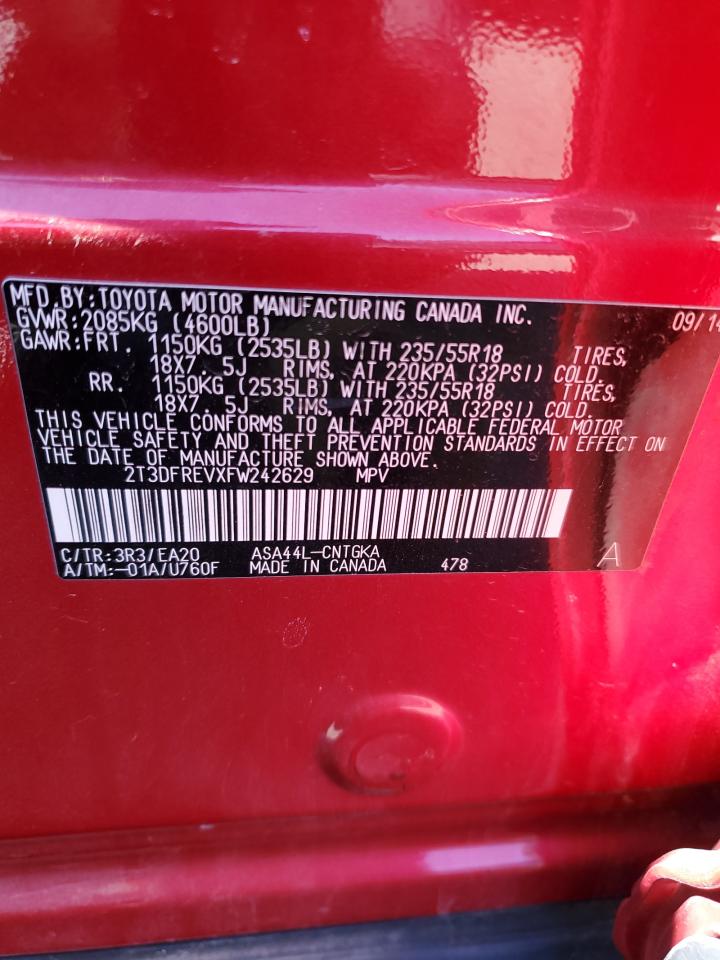 MFD.BY:TOYOTA MOTOR MANUFACTURING CANADA INC. 09/14
GVWR:2085KG (4600LB)
GAWR:FRT. 1150KG (2535LB) WITH 235/55R18 TIRES,
18X7.5J RIMS, AT 220KPA (32PSI) COLD.
RR. 1150KG (2535LB) WITH 235/55R18 TIRES,
18X7.5J RIMS, AT 220KPA (32PSI) COLD.
THIS VEHICLE CONFORMS TO ALL APPLICABLE FEDERAL MOTOR
VEHICLE SAFETY AND THEFT PREVENTION STANDARDS IN EFFECT ON
THE DATE OF MANUFACTURE SHOWN ABOVE.
2T3DFREVXFW242629 MPV
C/TR:3R3/EA20 ASA44L-CNTGKA
A/TM:-01A/U760F MADE IN CANADA 478 A